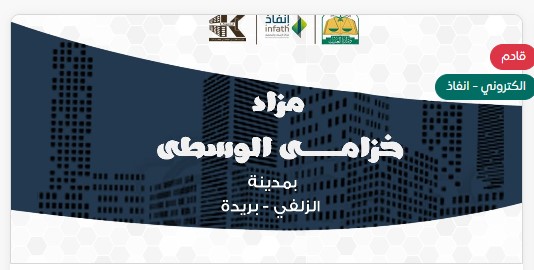 إنفاذ
infath
قادم
الكتروني - انفاذ
مزاد
خزامى الوسطى
بمدينة
الزلفي - بريدة